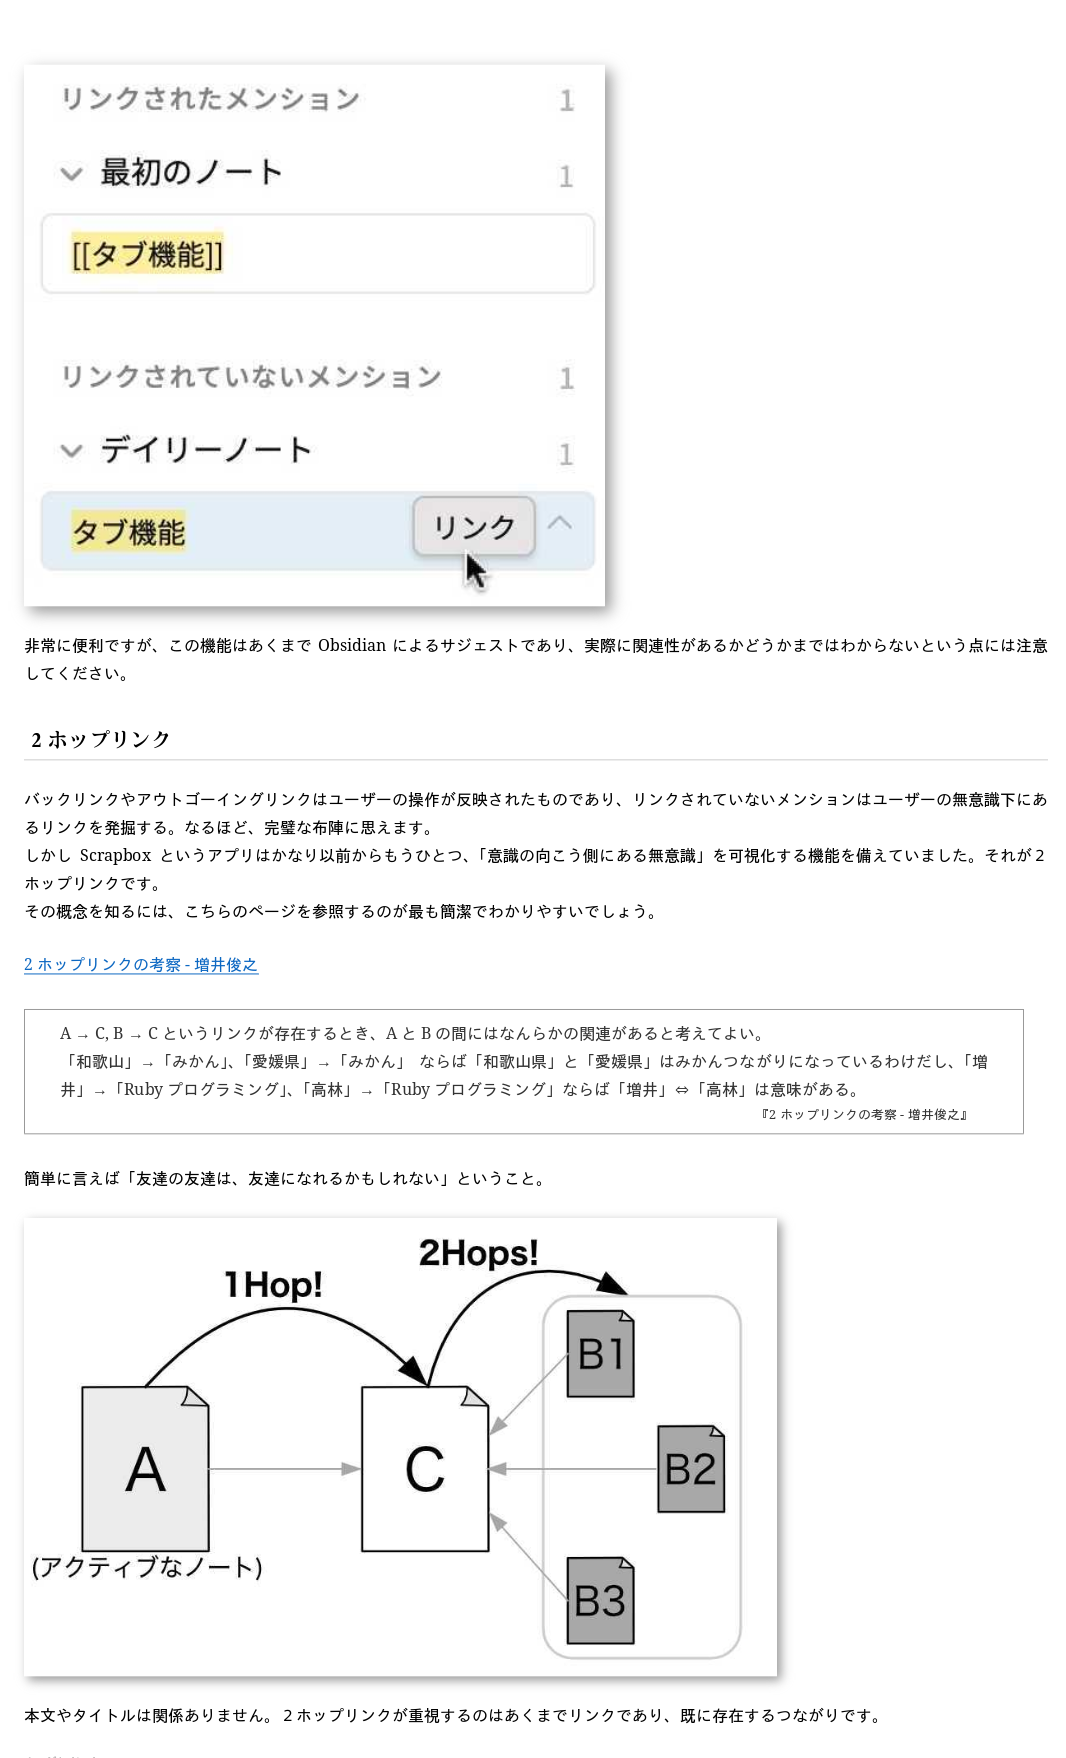 リンクされたメンション 1
最初のノート 1
[[タブ機能]]
リンクされていないメンション 1
デイリーノート 1
タブ機能 リンク
非常に便利ですが、この機能はあくまで Obsidian によるサジェストであり、実際に関連性があるかどうかまではわからないという点には注意
してください。
2 ホップリンク
バックリンクやアウトゴーイングリンクはユーザーの操作が反映されたものであり、リンクされていないメンションはユーザーの無意識下にあ
るリンクを発掘する。なるほど、完璧な布陣に思えます。
しかし Scrapbox というアプリはかなり以前からもうひとつ、「意識の向こう側にある無意識」を可視化する機能を備えていました。それが２
ホップリンクです。
その概念を知るには、こちらのページを参照するのが最も簡潔でわかりやすいでしょう。
2 ホップリンクの考察 - 増井俊之
A → C, B → C というリンクが存在するとき、A と B の間にはなんらかの関連があると考えてよい。
「和歌山」→「みかん」、「愛媛県」→「みかん」 ならば「和歌山県」と「愛媛県」はみかんつながりになっているわけだし、「増
井」→「Ruby プログラミング」、「高林」→「Ruby プログラミング」ならば「増井」⇔「高林」は意味がある。
『2 ホップリンクの考察 - 増井俊之』
簡単に言えば「友達の友達は、友達になれるかもしれない」ということ。
2Hops!
1Hop!
B1
A
C
B2
(アクティブなノート)
B3
本文やタイトルは関係ありません。２ホップリンクが重視するのはあくまでリンクであり、既に存在するつながりです。